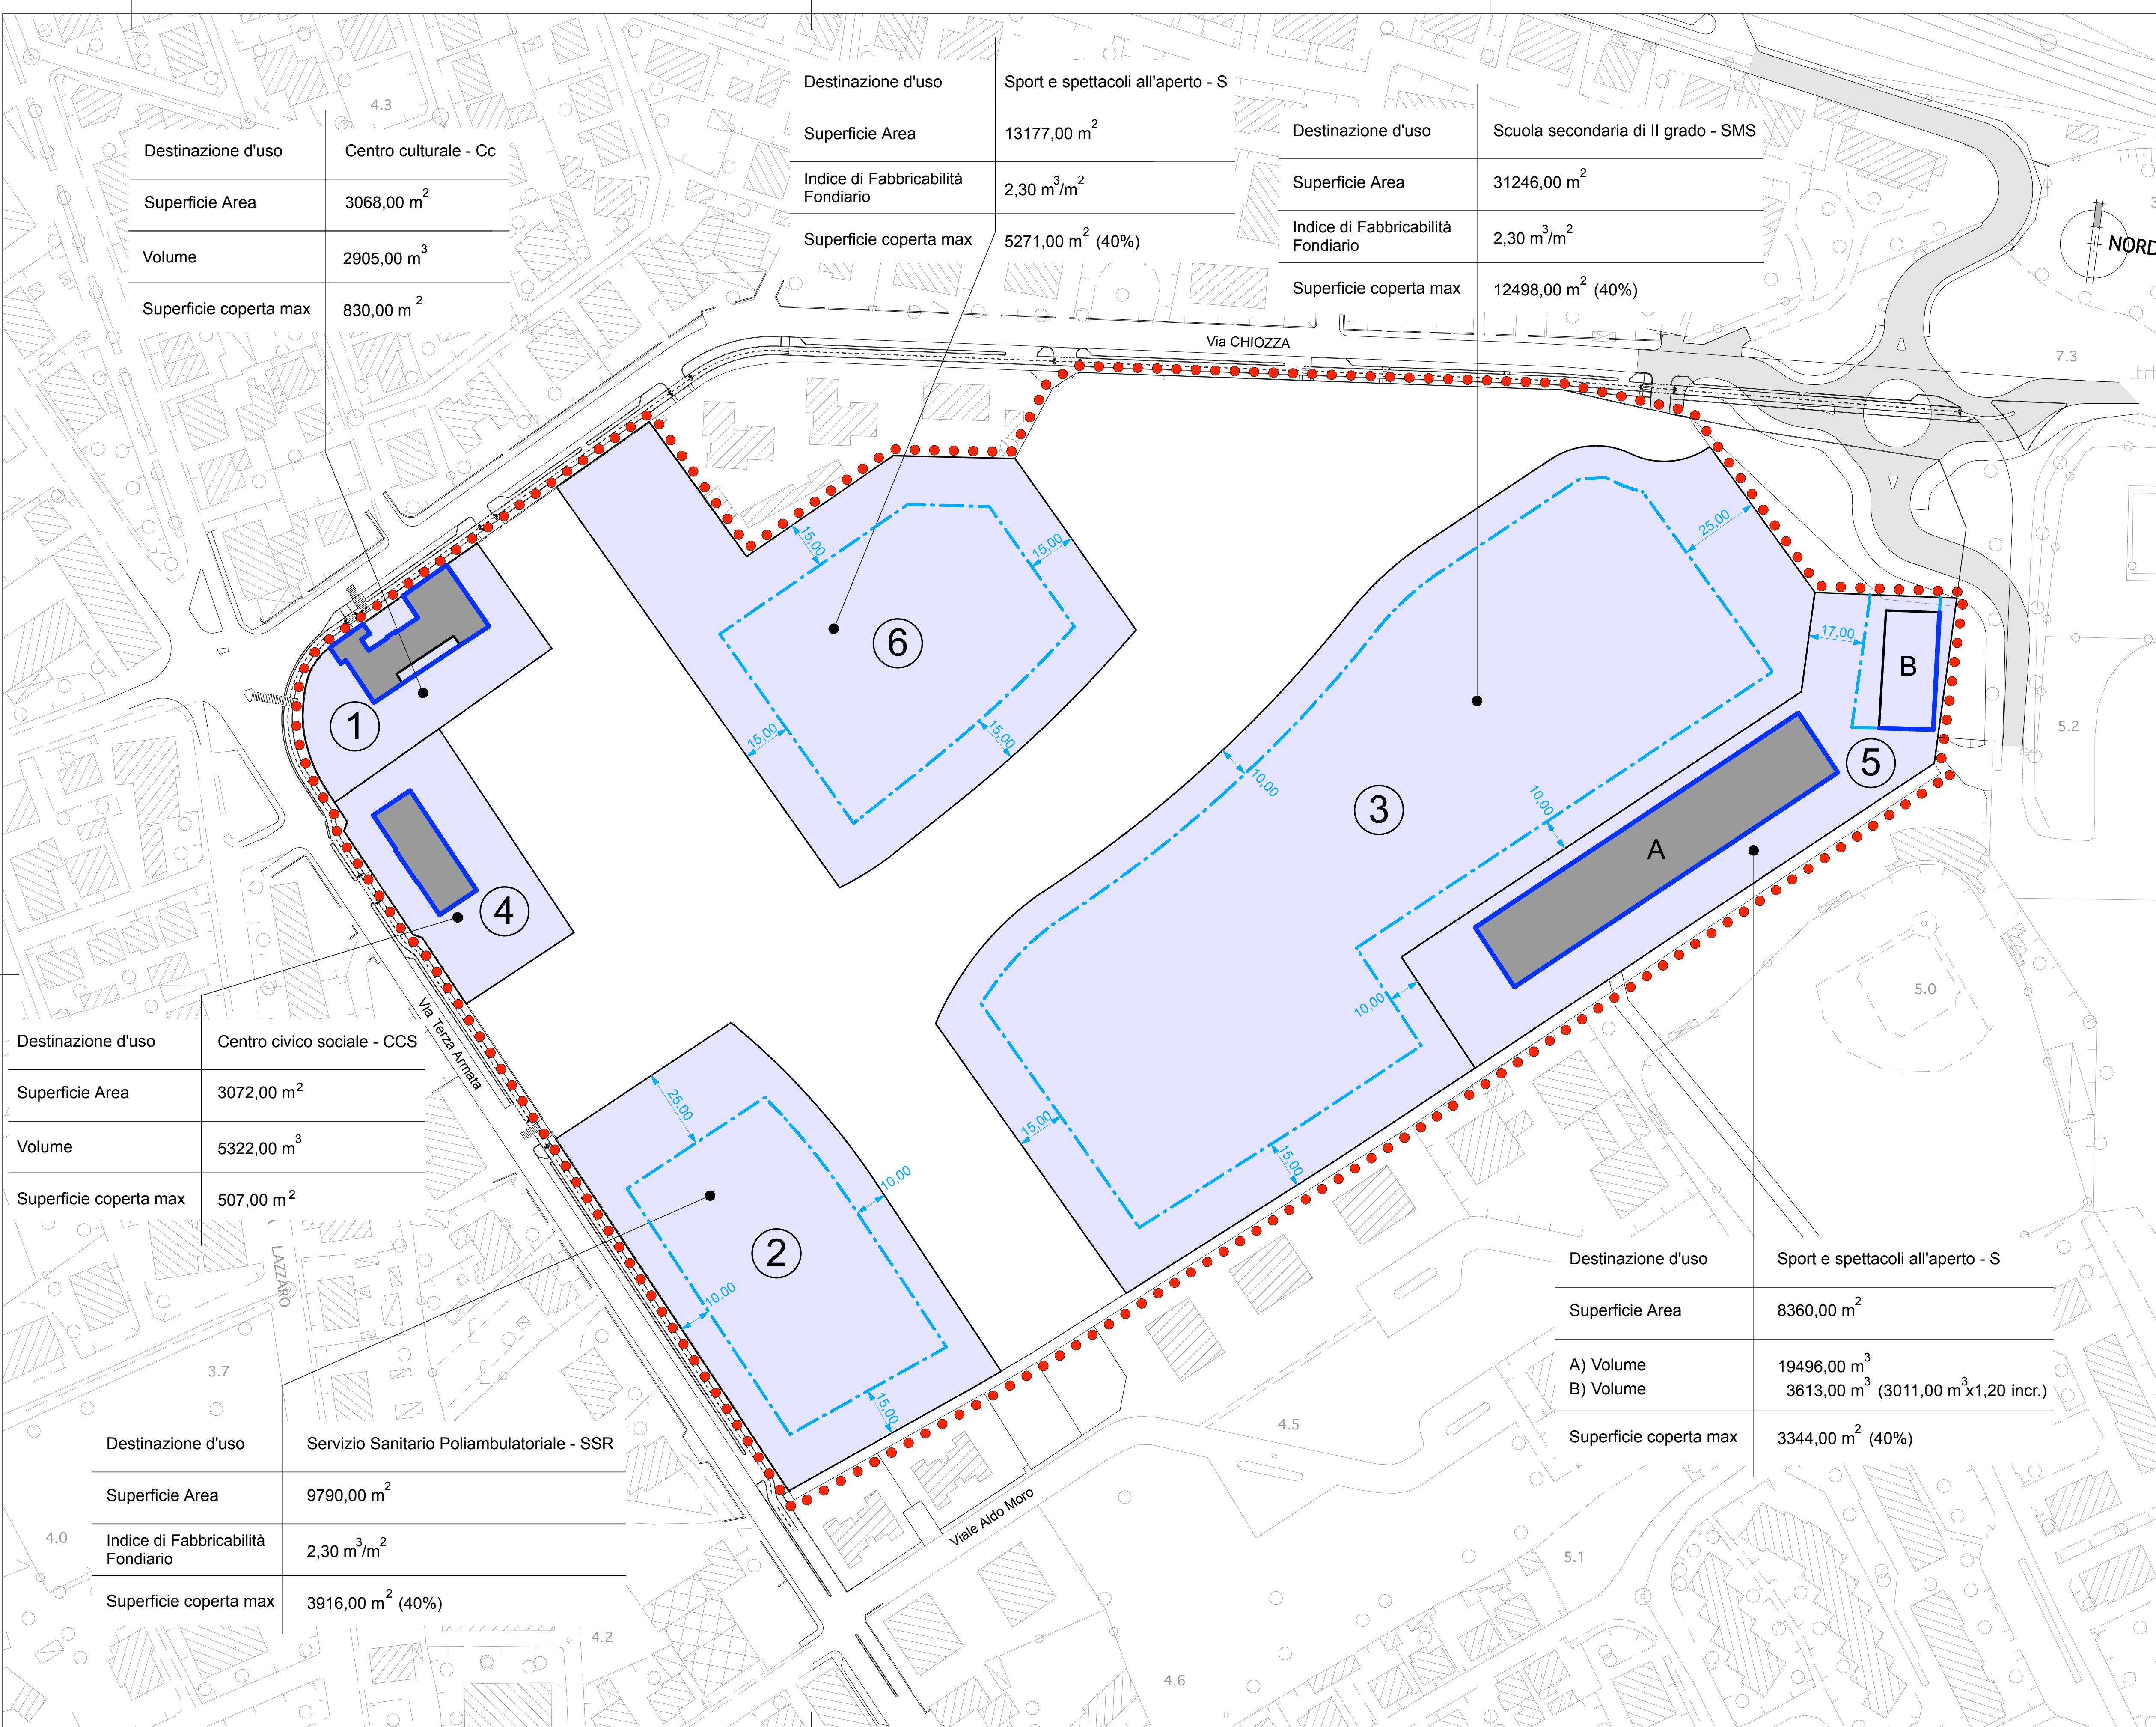 4.3
Destinazione d'uso Centro culturale - Cc
Superficie Area 3068,00 m²
Volume 2905,00 m³
Superficie coperta max 830,00 m²
Destinazione d'uso Sport e spettacoli all'aperto - S
Superficie Area 13177,00 m²
Indice di Fabbricabilità
Fondiario 2,30 m³/m²
Superficie coperta max 5271,00 m² (40%)
Destinazione d'uso Scuola secondaria di II grado - SMS
Superficie Area 31246,00 m²
Indice di Fabbricabilità
Fondiario 2,30 m³/m²
Superficie coperta max 12498,00 m² (40%)
NORD
Via CHIOZZA
7.3
15,00
15,00
25,00
6
17,00
B
1
15,00
15,00
5.2
5
10,00
3
10,00
A
4
10,00
5.0
Via Terza Armata
Destinazione d'uso Centro civico sociale - CCS
Superficie Area 3072,00 m²
Volume 5322,00 m³
Superficie coperta max 507,00 m²
25,00
15,00
15,00
10,00
2
10,00
15,00
LAZZARO
3.7
Destinazione d'uso Sport e spettacoli all'aperto - S
Superficie Area 8360,00 m²
A) Volume 19496,00 m³
B) Volume 3613,00 m³ (3011,00 m³x1,20 incr.)
Superficie coperta max 3344,00 m² (40%)
4.5
Destinazione d'uso Servizio Sanitario Poliambulatoriale - SSR
Superficie Area 9790,00 m²
Indice di Fabbricabilità
Fondiario 2,30 m³/m²
Superficie coperta max 3916,00 m² (40%)
4.0
Viale Aldo Moro
5.1
4.2
4.6